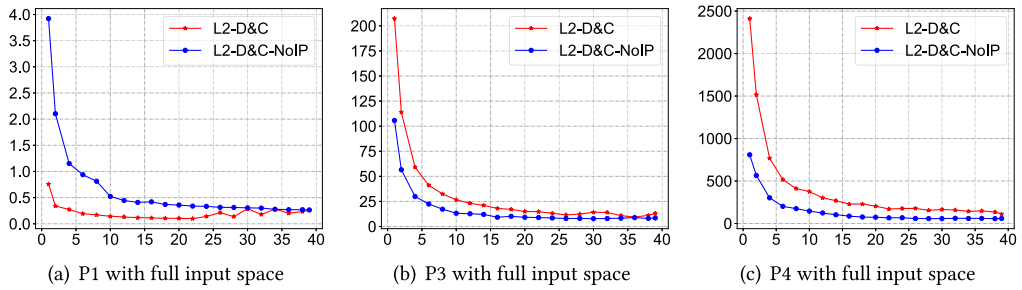 4.0
3.5
3.0
2.5
2.0
1.5
1.0
0.5
0.0
0 5 10 15 20 25 30 35 40
L2-D&C
L2-D&C-NoIP
(a) P1 with full input space
200
175
150
125
100
75
50
25
0
0 5 10 15 20 25 30 35 40
L2-D&C
L2-D&C-NoIP
(b) P3 with full input space
2500
2000
1500
1000
500
0
0 5 10 15 20 25 30 35 40
L2-D&C
L2-D&C-NoIP
(c) P4 with full input space